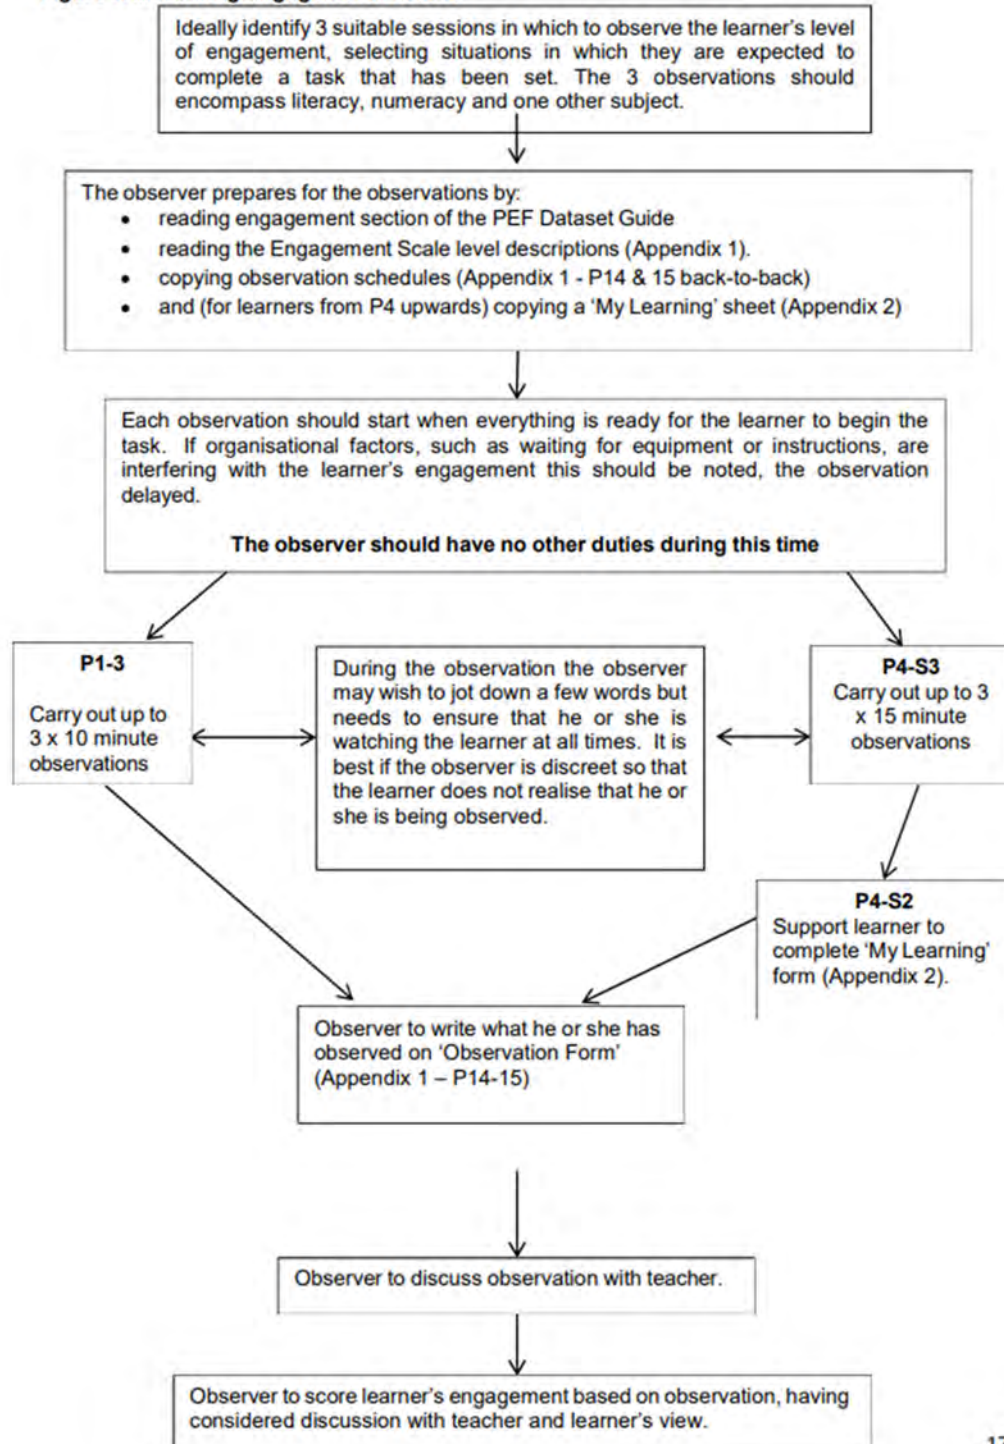 Ideally identify 3 suitable sessions in which to observe the learner's level
of engagement, selecting situations in which they are expected to
complete a task that has been set. The 3 observations should
encompass literacy, numeracy and one other subject.
The observer prepares for the observations by:
• reading engagement section of the PEF Dataset Guide
• reading the Engagement Scale level descriptions (Appendix 1).
• copying observation schedules (Appendix 1 - P14 & 15 back-to-back)
• and (for learners from P4 upwards) copying a 'My Learning' sheet (Appendix 2)
Each observation should start when everything is ready for the learner to begin the
task. If organisational factors, such as waiting for equipment or instructions, are
interfering with the learner's engagement this should be noted, the observation
delayed.
The observer should have no other duties during this time
P1-3
Carry out up to
3 x 10 minute
observations
During the observation the observer
may wish to jot down a few words but
needs to ensure that he or she is
watching the learner at all times. It is
best if the observer is discreet so that
the learner does not realise that he or
she is being observed.
P4-S3
Carry out up to 3
x 15 minute
observations
P4-S2
Support learner to
complete 'My Learning'
form (Appendix 2).
Observer to write what he or she has
observed on 'Observation Form'
(Appendix 1 – P14-15)
Observer to discuss observation with teacher.
Observer to score learner's engagement based on observation, having
considered discussion with teacher and learner's view.